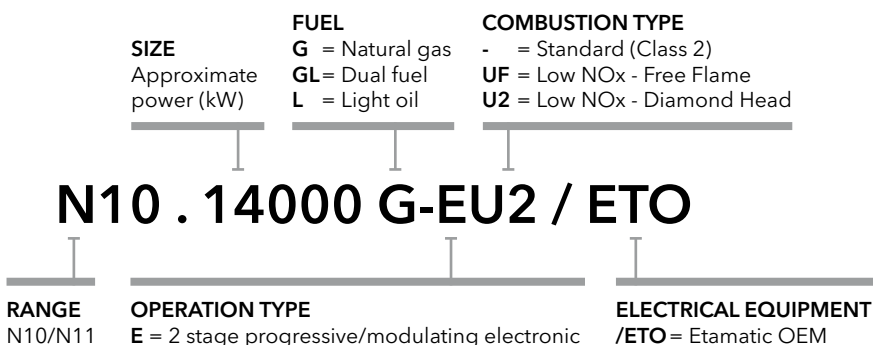 FUEL
COMBUSTION TYPE
SIZE
G = Natural gas
- = Standard (Class 2)
Approximate
GL= Dual fuel
UF = Low NOx - Free Flame
power (kW)
L = Light oil
U2 = Low NOx - Diamond Head
N10 . 14000 G-EU2 / ETO
RANGE
OPERATION TYPE
ELECTRICAL EQUIPMENT
N10/N11
E = 2 stage progressive/modulating electronic
/ETO = Etamatic OEM